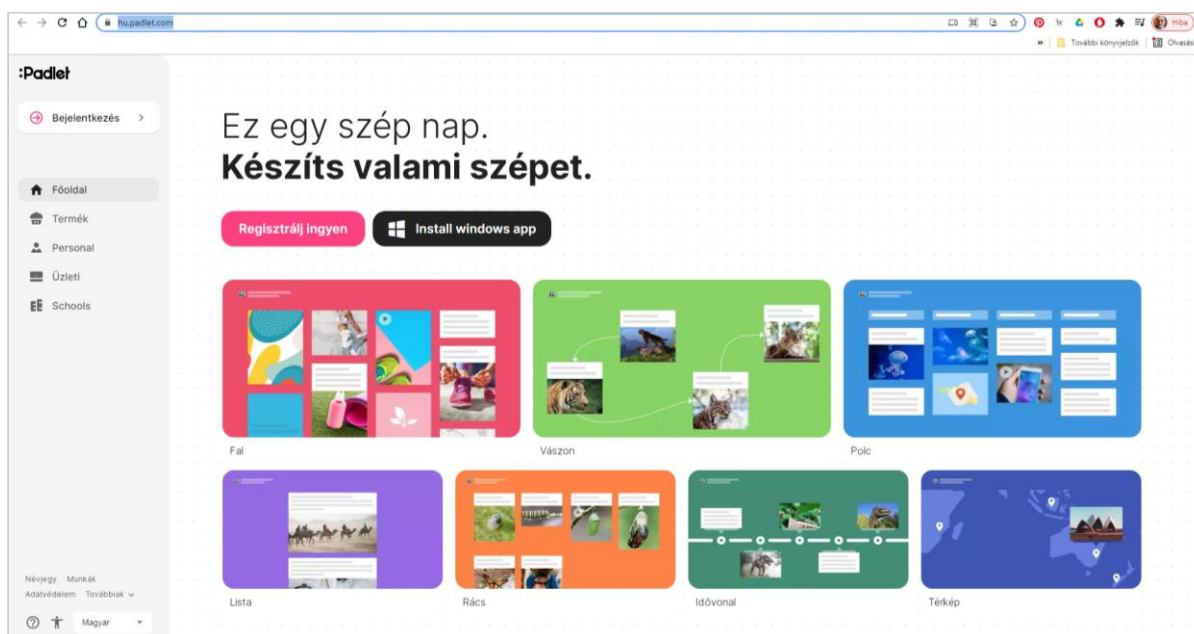 hu.padlet.com
Hiba
»
További könyvjelzők
Olvasás
:Padlet
Bejelentkezés
Főoldal
Termék
Personal
Üzleti
Schools
Névjegy Munkák
Adatvédelem Továbbiak
Magyar
Ez egy szép nap.
Készíts valami szépet.
Regisztrálj ingyen
Install windows app
Fal
Vászon
Polc
Lista
Rács
Idővonal
Térkép